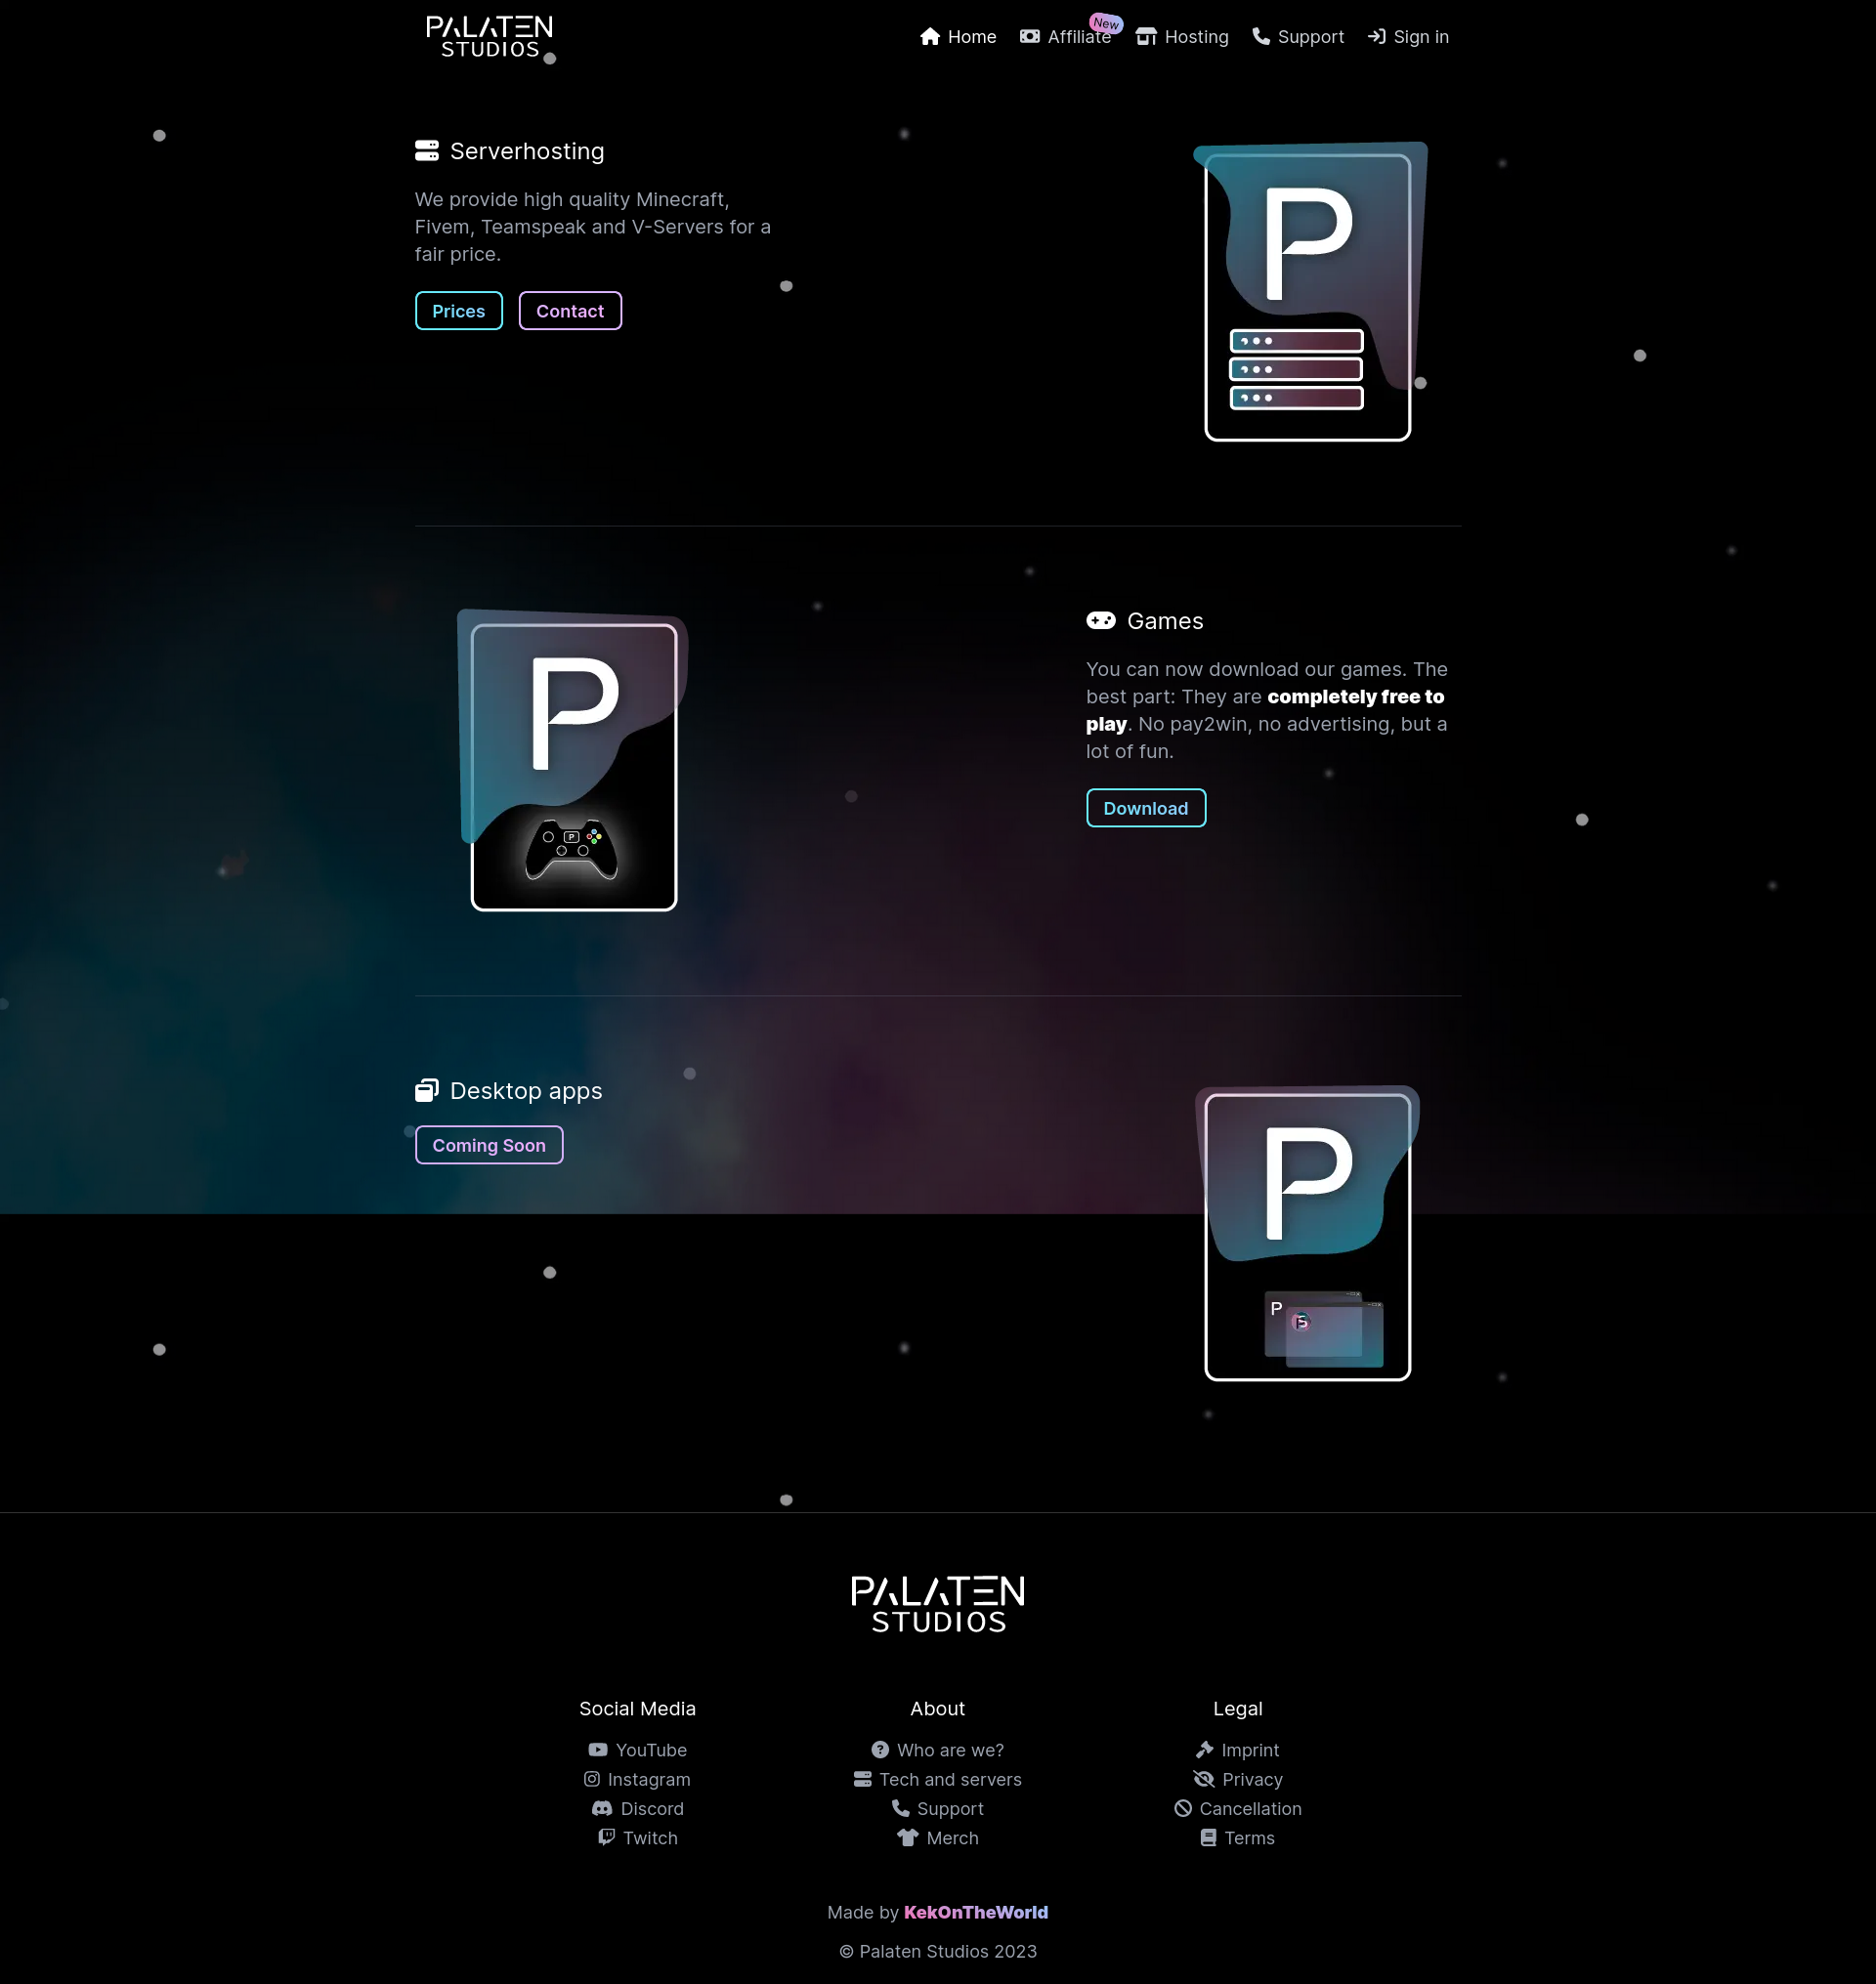 PALATEN
STUDIOS
Home
Affiliate
New
Hosting
Support
Sign in
Serverhosting
We provide high quality Minecraft,
Fivem, Teamspeak and V-Servers for a
fair price.
Prices
Contact
P
P
P
Games
You can now download our games. The
best part: They are completely free to
play. No pay2win, no advertising, but a
lot of fun.
Download
Desktop apps
Coming Soon
P
P
PALATEN
STUDIOS
Social Media
YouTube
Instagram
Discord
Twitch
About
Who are we?
Tech and servers
Support
Merch
Legal
Imprint
Privacy
Cancellation
Terms
Made by KekOnTheWorld
© Palaten Studios 2023